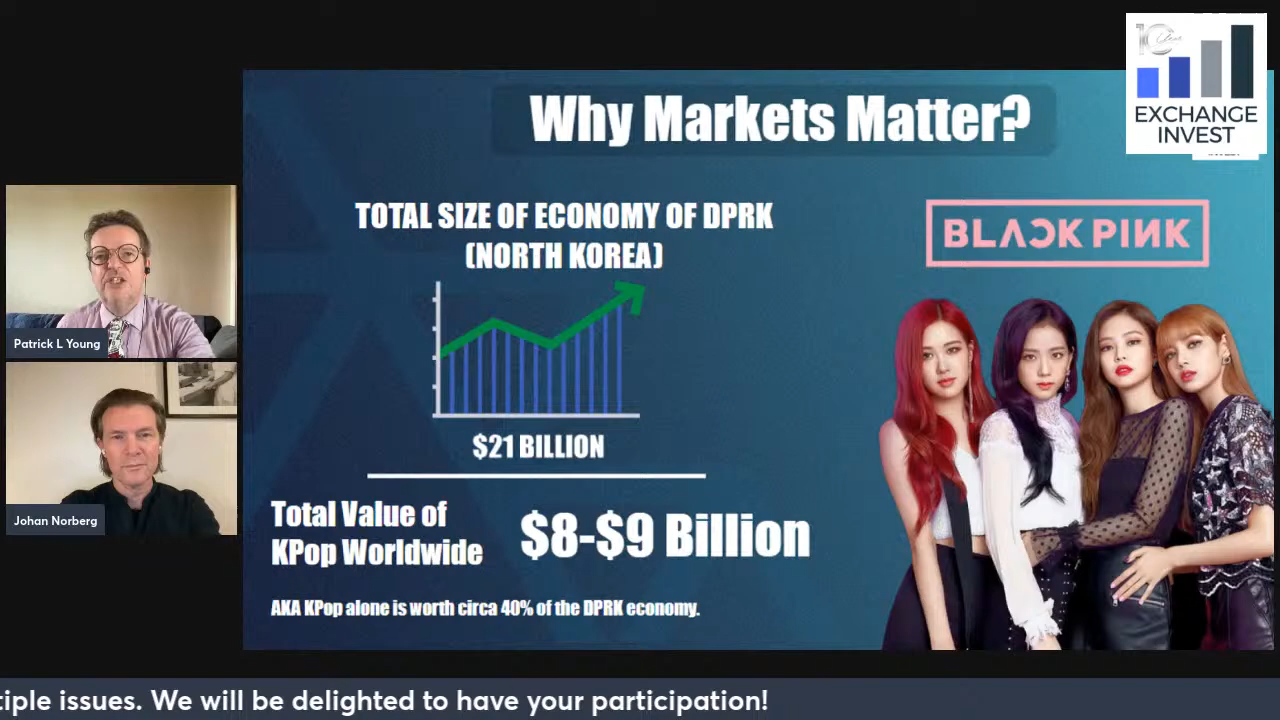 10
Clear
EXCHANGE
INVEST
Why Markets Matter?
TOTAL SIZE OF ECONOMY OF DPRK
(NORTH KOREA)
$21 BILLION
Total Value of
KPop Worldwide
$8-$9 Billion
AKA KPop alone is worth circa 40% of the DPRK economy.
BLACKPINK
Patrick L Young
Johan Norberg
tiple issues. We will be delighted to have your participation!